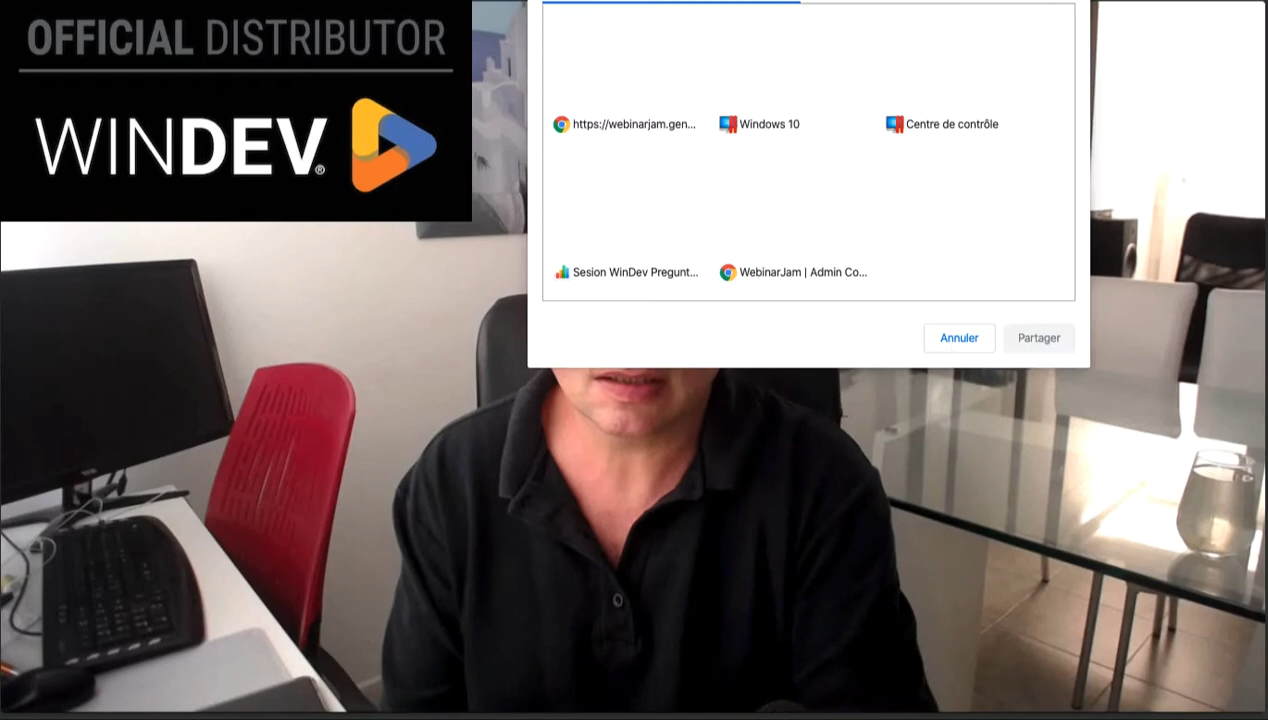 OFFICIAL DISTRIBUTOR
WINDEV®
https://webinarjam.gen...
Windows 10
Centre de contrôle
Sesion WinDev Pregunt...
WebinarJam | Admin Co...
Annuler
Partager